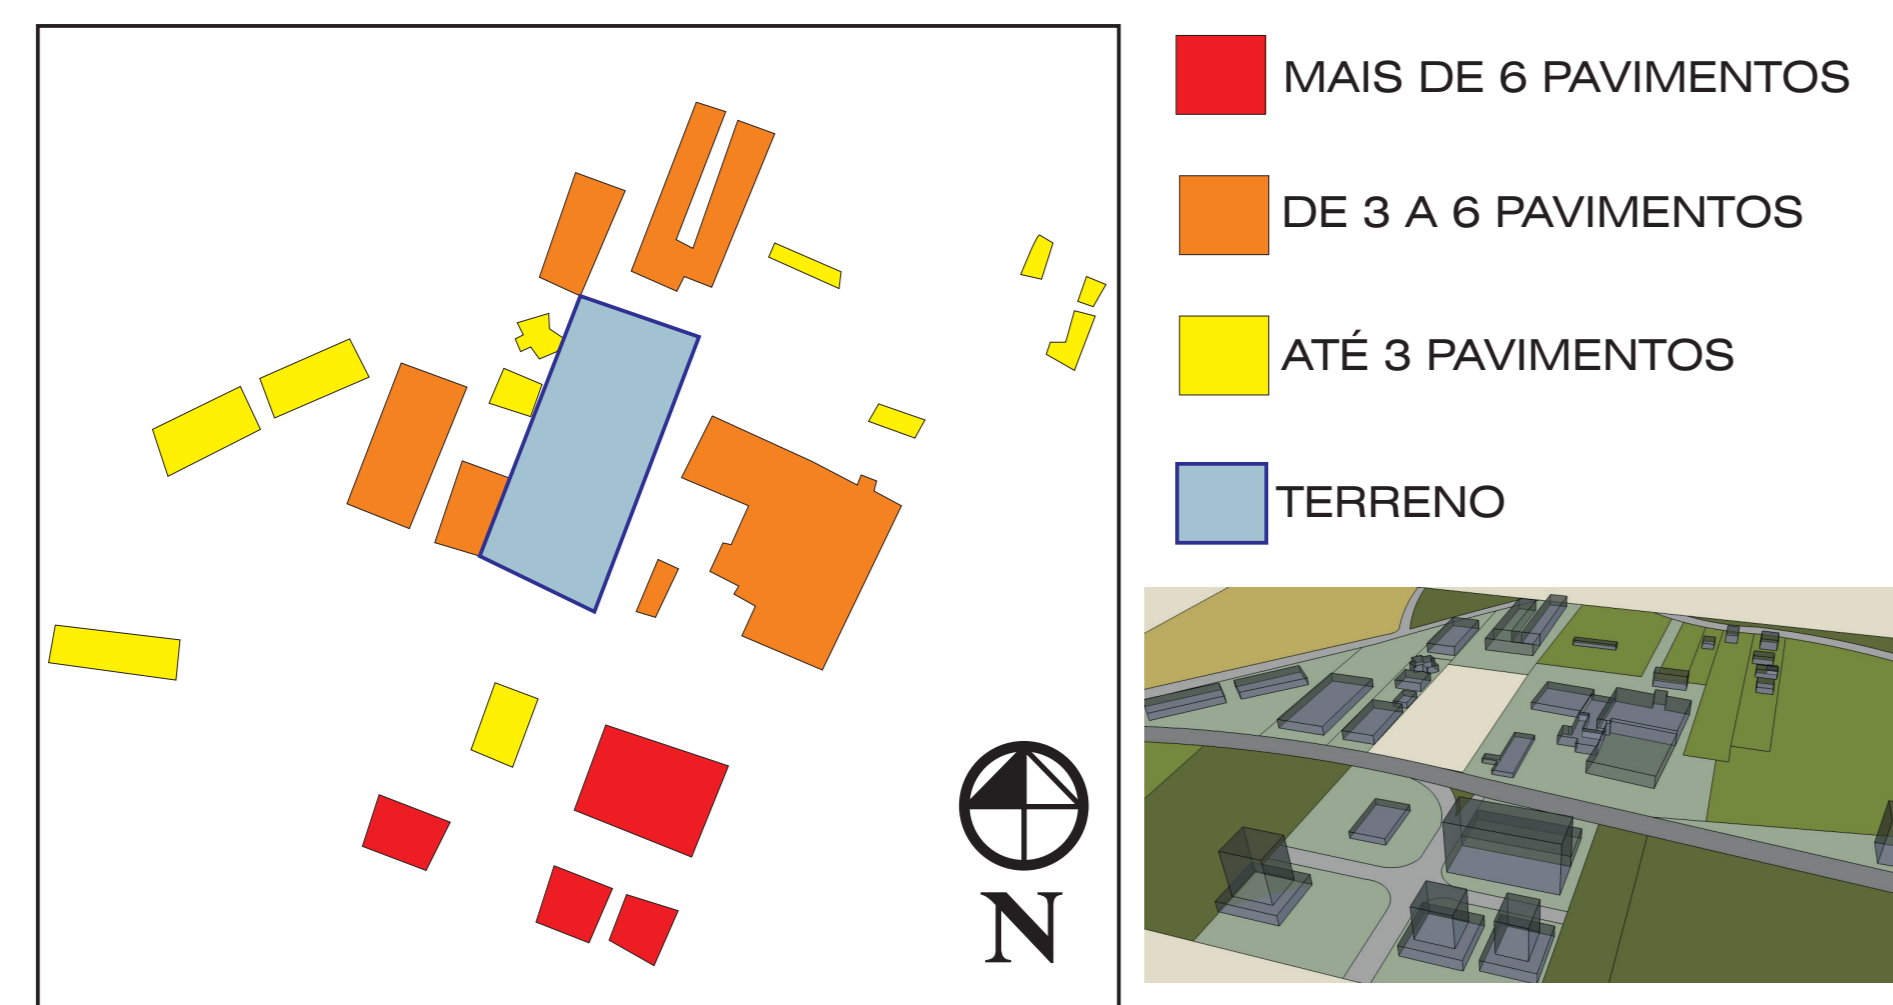 MAIS DE 6 PAVIMENTOS
DE 3 A 6 PAVIMENTOS
ATÉ 3 PAVIMENTOS
TERRENO
N